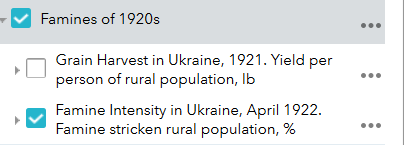 Famines of 1920s
Grain Harvest in Ukraine, 1921. Yield per
person of rural population, lb
Famine Intensity in Ukraine, April 1922.
Famine stricken rural population, %